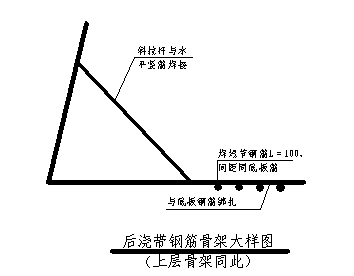 斜拉杆与水
平竖筋焊接
焊短节钢筋L=100,
间距同底板筋
与底板钢筋绑扎
后浇带钢筋骨架大样图
(上层骨架同此)